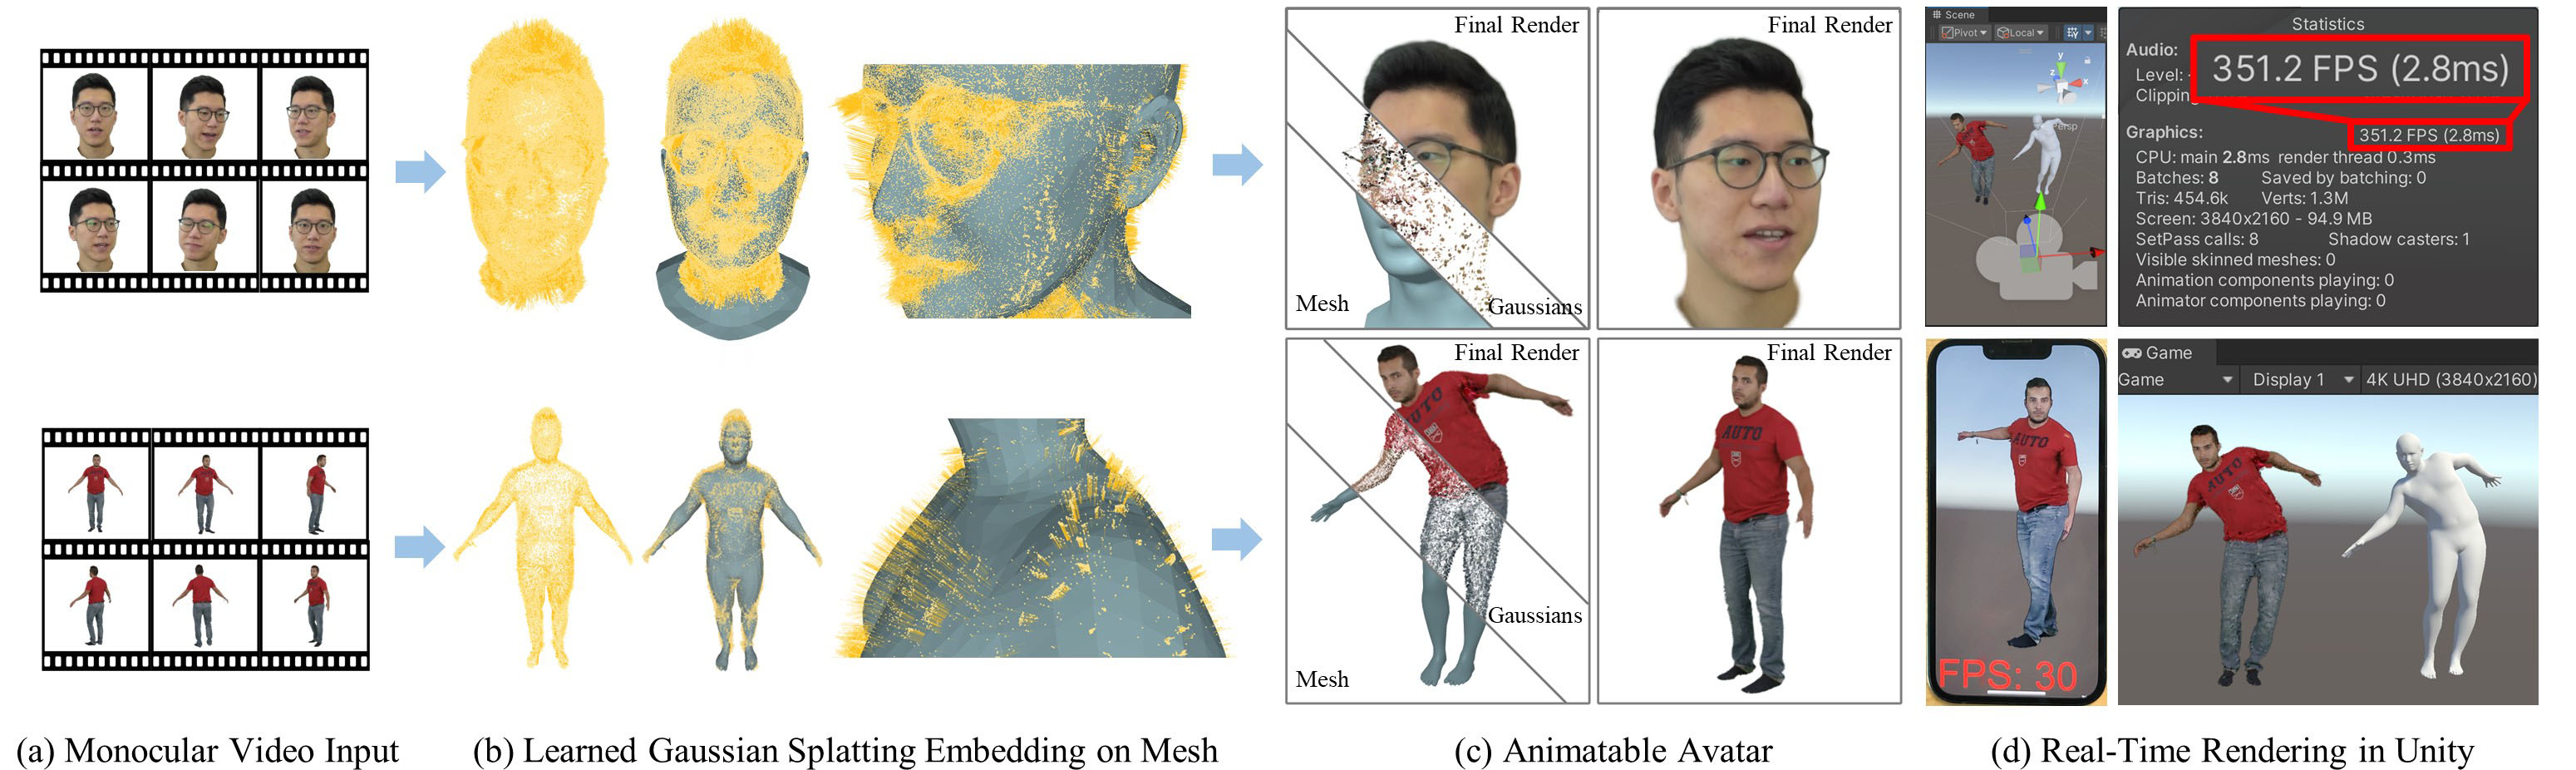 Final Render
Mesh
Gaussians
Final Render
Scene
Pivot
Local
y
z
x
Persp
Statistics
Audio:
Level:
Clipping
351.2 FPS (2.8ms)
351.2 FPS (2.8ms)
Graphics:
CPU: main 2.8ms render thread 0.3ms
Batches: 8 Saved by batching: 0
Tris: 454.6k Verts: 1.3M
Screen: 3840x2160 - 94.9 MB
SetPass calls: 8 Shadow casters: 1
Visible skinned meshes: 0
Animation components playing: 0
Animator components playing: 0
Final Render
AUTO
Gaussians
Mesh
Final Render
AUTO
AUTO
FPS: 30
Game
Game Display 1 4K UHD (3840x2160)
AUTO
(a) Monocular Video Input
(b) Learned Gaussian Splatting Embedding on Mesh
(c) Animatable Avatar
(d) Real-Time Rendering in Unity